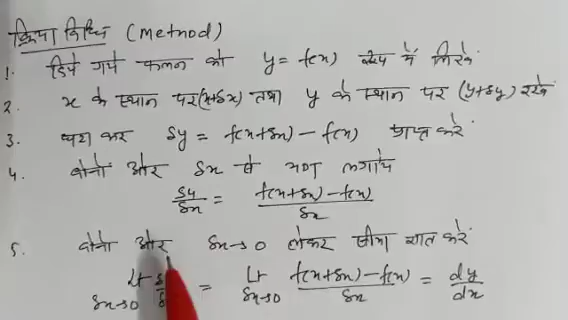 क्रिया विधि (Method)
1. दिये गये फलन को y = f(x) रूप में लिखें
2. x के स्थान पर (x+δx) तथा y के स्थान पर (y+δy) रखें
3. घटा कर δy = f(x+δx) – f(x) प्राप्त करें
4. दोनो ओर δx से भाग लगाये
δy/δx = f(x+δx) – f(x)/δx
5. दोनो ओर δx→0 लेकर सीमा ज्ञात करें
Lt δx→0 = Lt δx→0 f(x+δx) – f(x)/δx = dy/dx